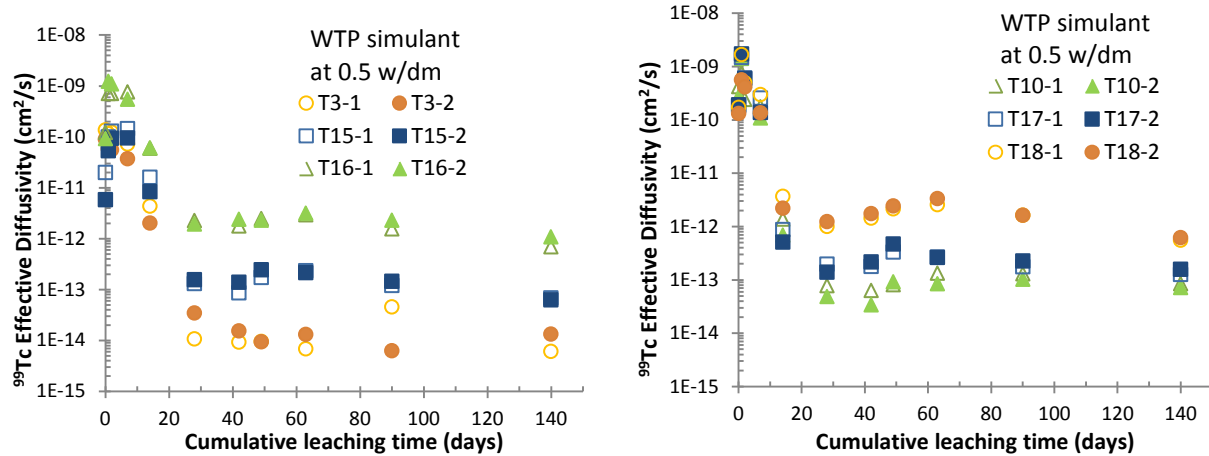 WTP simulant
at 0.5 w/dm
T3-1 T3-2
T15-1 T15-2
T16-1 T16-2
1E-08
1E-09
1E-10
1E-11
1E-12
1E-13
1E-14
1E-15
⁹⁹Tc Effective Diffusivity (cm²/s)
0 20 40 60 80 100 120 140
Cumulative leaching time (days)
WTP simulant
at 0.5 w/dm
T10-1 T10-2
T17-1 T17-2
T18-1 T18-2
1E-08
1E-09
1E-10
1E-11
1E-12
1E-13
1E-14
1E-15
⁹⁹Tc Effective Diffusivity (cm²/s)
0 20 40 60 80 100 120 140
Cumulative leaching time (days)